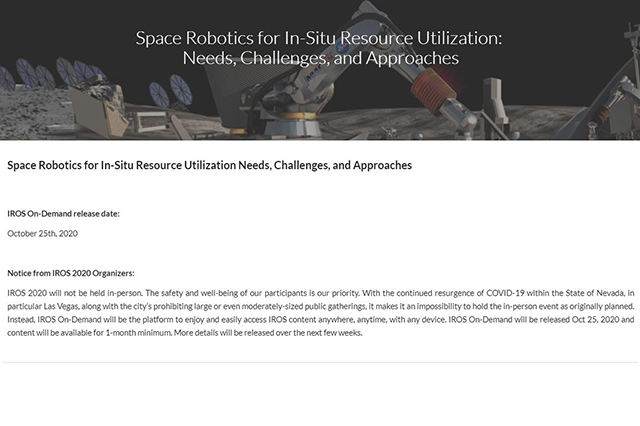 Space Robotics for In-Situ Resource Utilization:
Needs, Challenges, and Approaches
Space Robotics for In-Situ Resource Utilization Needs, Challenges, and Approaches
IROS On-Demand release date:
October 25th, 2020
Notice from IROS 2020 Organizers:
IROS 2020 will not be held in-person. The safety and well-being of our participants is our priority. With the continued resurgence of COVID-19 within the State of Nevada, in
particular Las Vegas, along with the city's prohibiting large or even moderately-sized public gatherings, it makes it an impossibility to hold the in-person event as originally planned.
Instead, IROS On-Demand will be the platform to enjoy and easily access IROS content anywhere, anytime, with any device. IROS On-Demand will be released Oct 25, 2020 and
content will be available for 1-month minimum. More details will be released over the next few weeks.